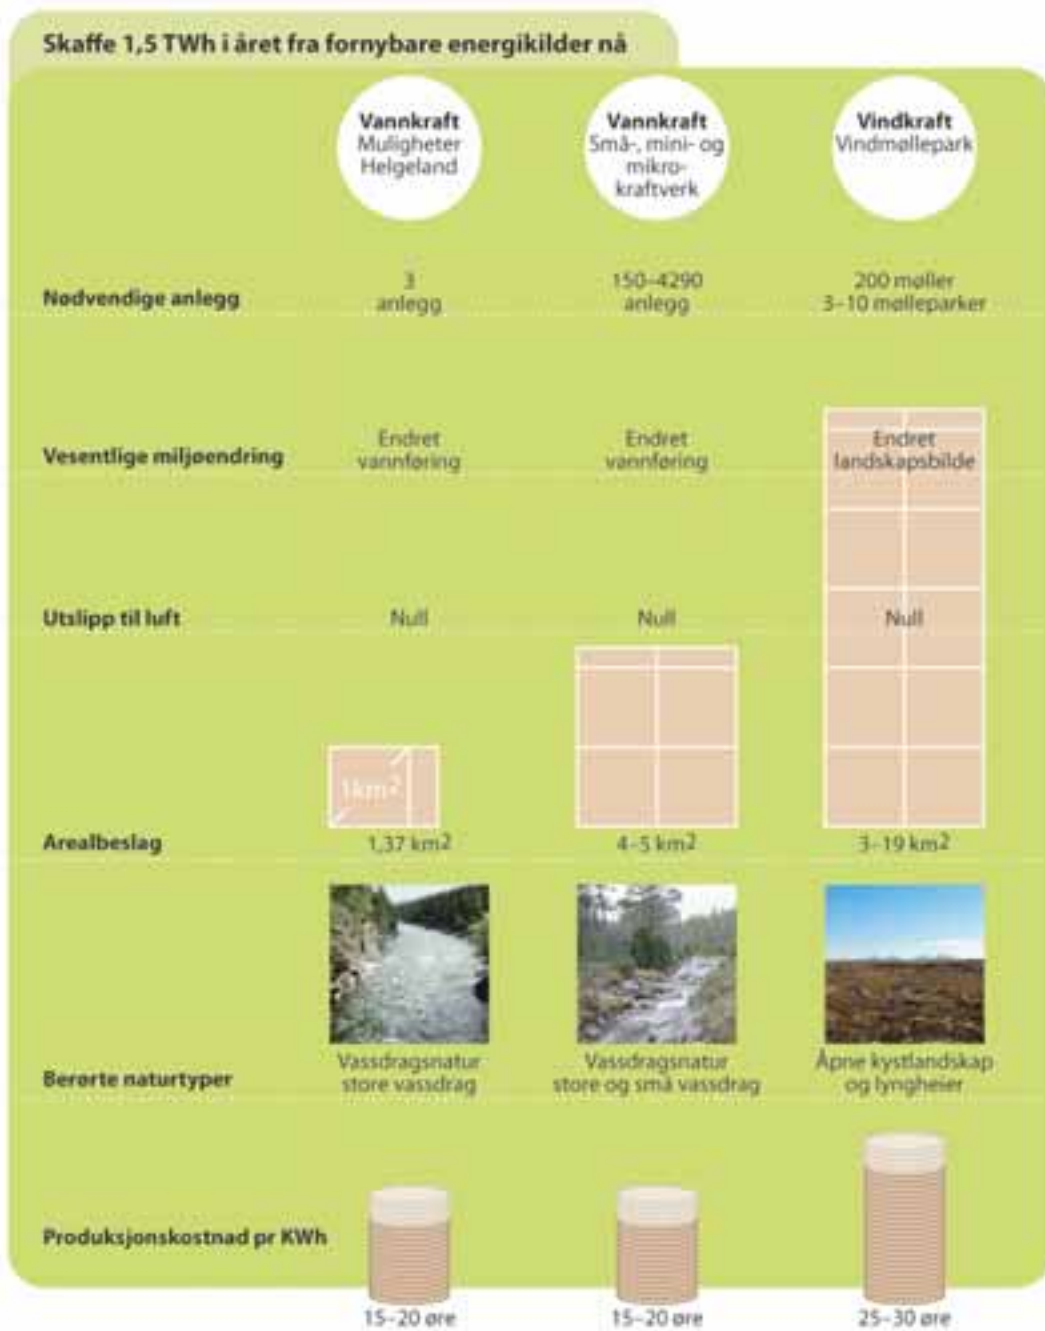 Skaffe 1,5 TWh i året fra fornybare energikilder nå
Vannkraft
Muligheter
Helgeland
Vannkraft
Små-, mini- og
mikro-
kraftverk
Vindkraft
Vindmøllepark
Nødvendige anlegg
3
anlegg
150–4290
anlegg
200 møller
3–10 mølleparker
Vesentlige miljøendring
Endret
vannføring
Endret
vannføring
Endret
landskapsbilde
Utslipp til luft
Null
Null
Null
1km²
Arealbeslag
1,37 km2
4–5 km2
3–19 km2
Berørte naturtyper
Vassdragsnatur
store vassdrag
Vassdragsnatur
store og små vassdrag
Åpne kystlandskap
og lyngheier
Produksjonskostnad pr KWh
15–20 øre
15–20 øre
25–30 øre